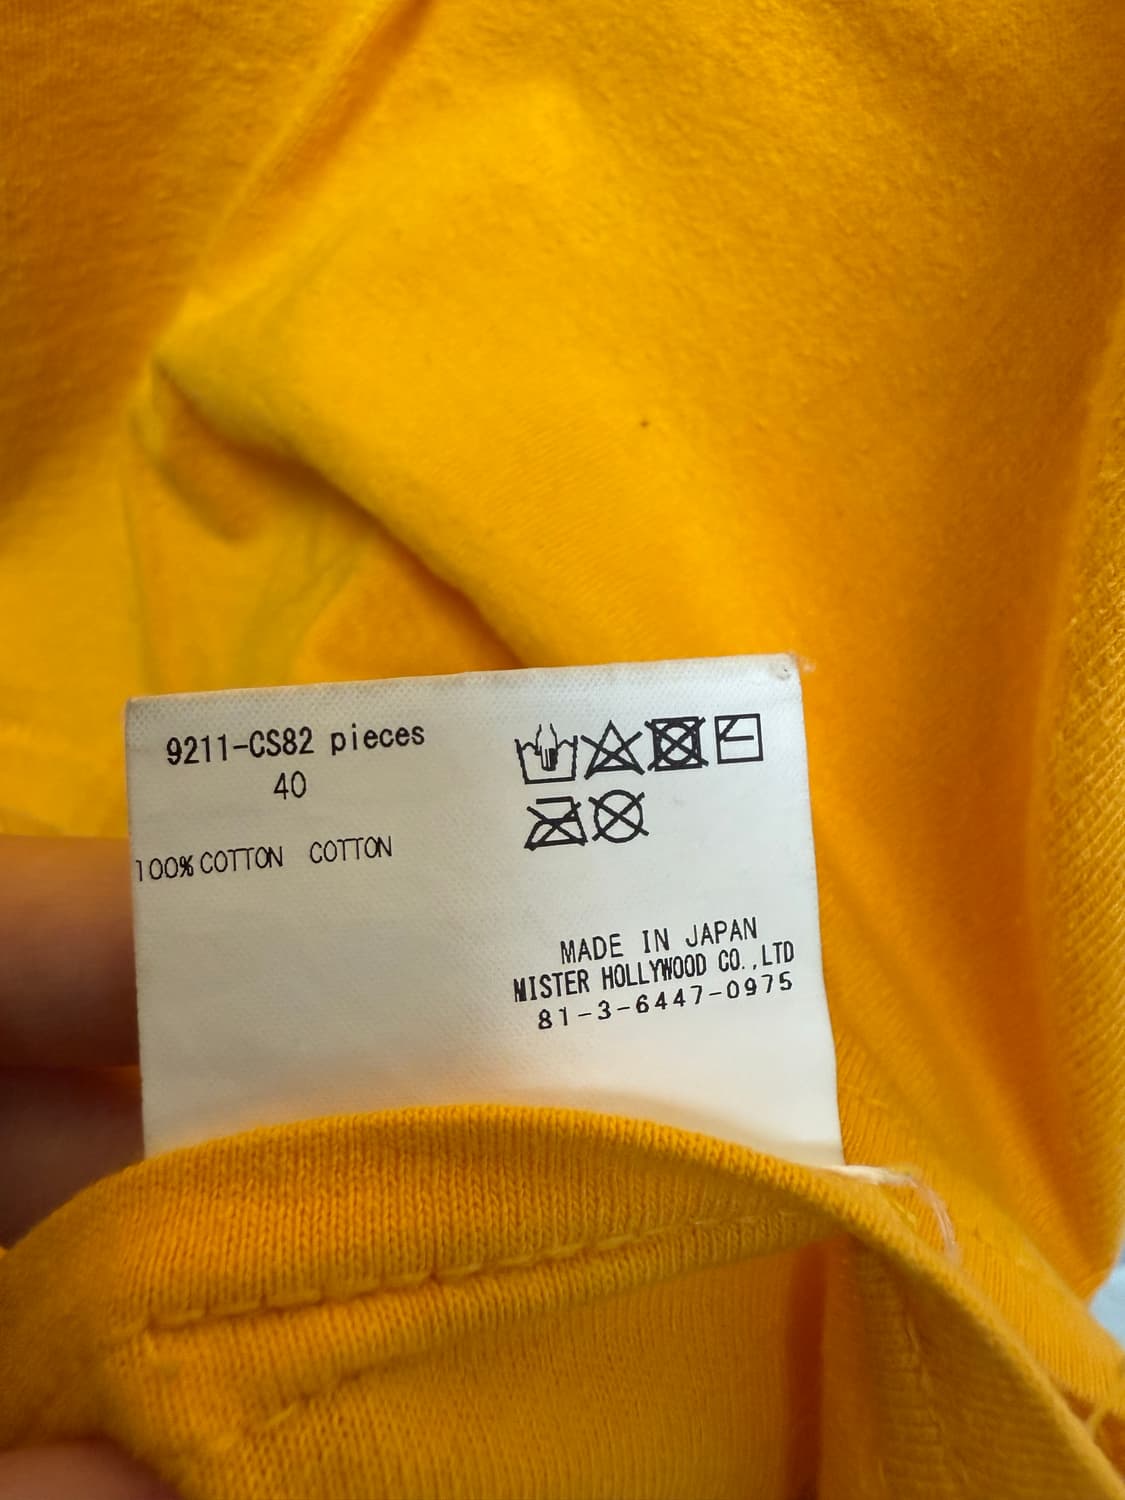 9211-CS82 pieces
40
100% COTTON COTTON
MADE IN JAPAN
MISTER HOLLYWOOD CO.,LTD
81-3-6447-0975